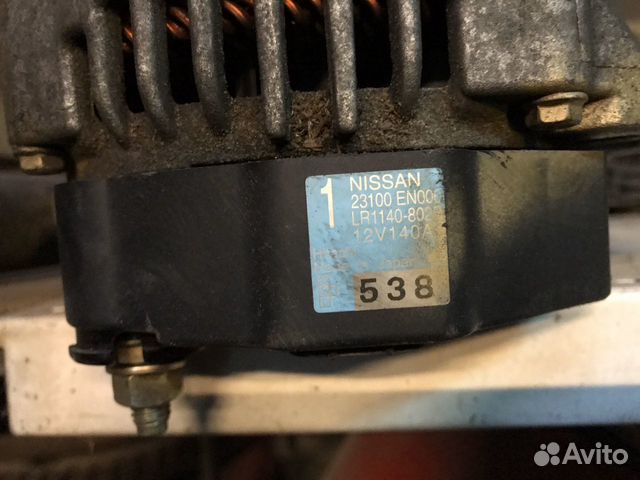 1
NISSAN
23100 EN00
LR1140-802
12V140A
538
Avito